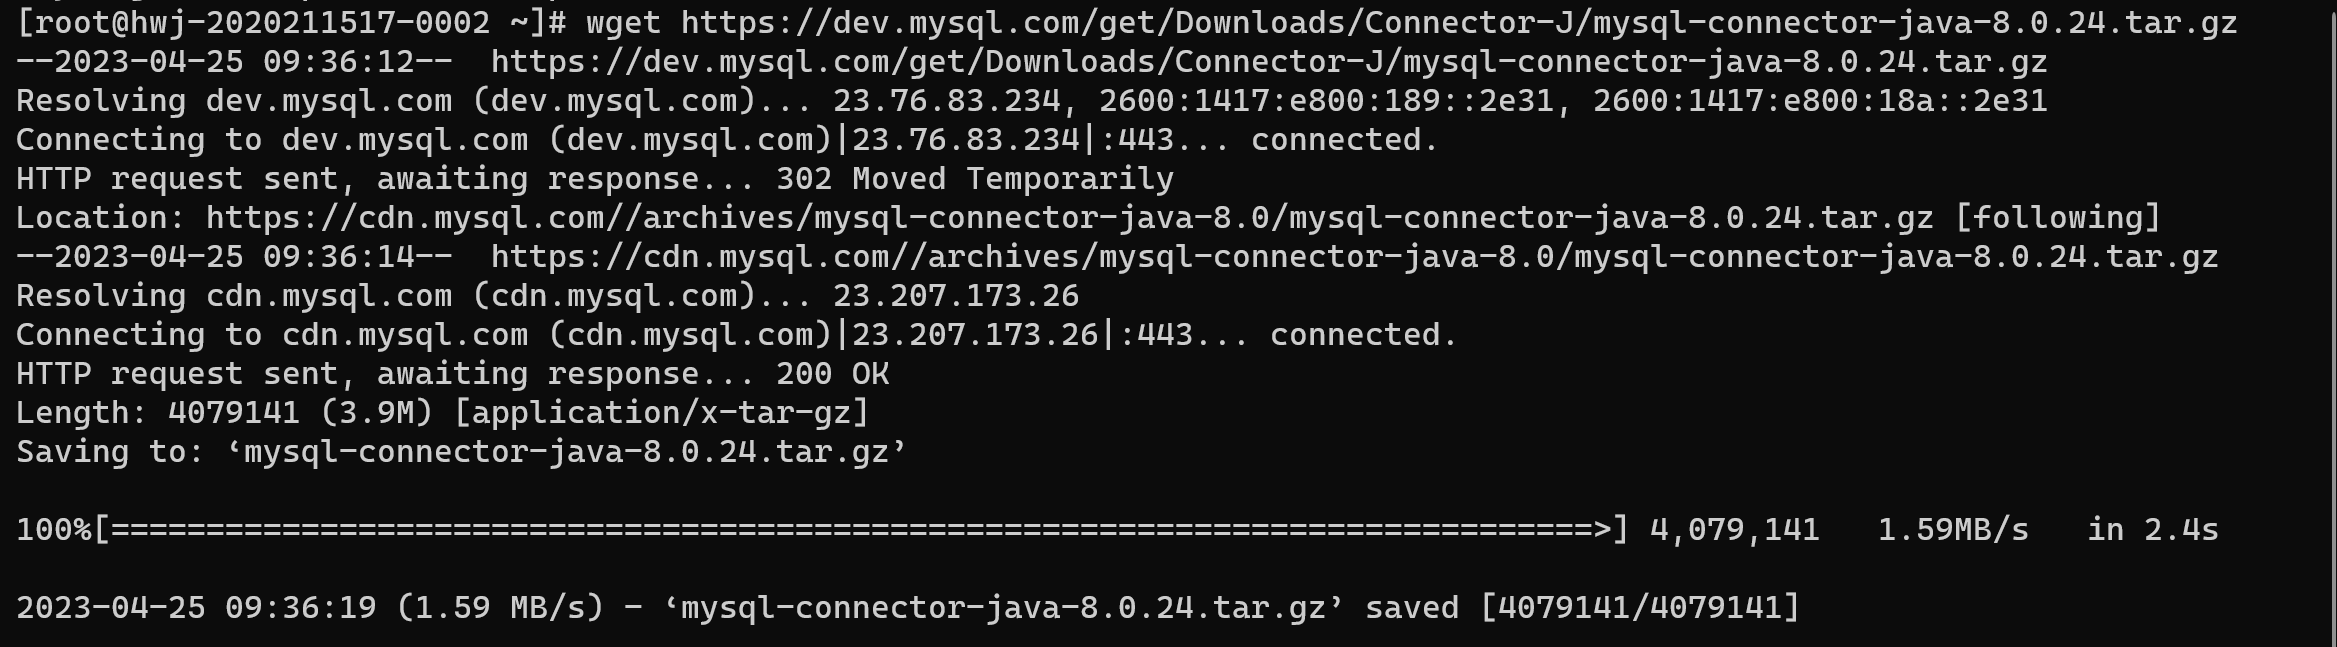 [root@hwj-2020211517-0002 ~]# wget https://dev.mysql.com/get/Downloads/Connector-J/mysql-connector-java-8.0.24.tar.gz
--2023-04-25 09:36:12--  https://dev.mysql.com/get/Downloads/Connector-J/mysql-connector-java-8.0.24.tar.gz
Resolving dev.mysql.com (dev.mysql.com)... 23.76.83.234, 2600:1417:e800:189::2e31, 2600:1417:e800:18a::2e31
Connecting to dev.mysql.com (dev.mysql.com)|23.76.83.234|:443... connected.
HTTP request sent, awaiting response... 302 Moved Temporarily
Location: https://cdn.mysql.com//archives/mysql-connector-java-8.0/mysql-connector-java-8.0.24.tar.gz [following]
--2023-04-25 09:36:14--  https://cdn.mysql.com//archives/mysql-connector-java-8.0/mysql-connector-java-8.0.24.tar.gz
Resolving cdn.mysql.com (cdn.mysql.com)... 23.207.173.26
Connecting to cdn.mysql.com (cdn.mysql.com)|23.207.173.26|:443... connected.
HTTP request sent, awaiting response... 200 OK
Length: 4079141 (3.9M) [application/x-tar-gz]
Saving to: ‘mysql-connector-java-8.0.24.tar.gz’
100%[==============================================================================>] 4,079,141   1.59MB/s   in 2.4s
2023-04-25 09:36:19 (1.59 MB/s) - ‘mysql-connector-java-8.0.24.tar.gz’ saved [4079141/4079141]